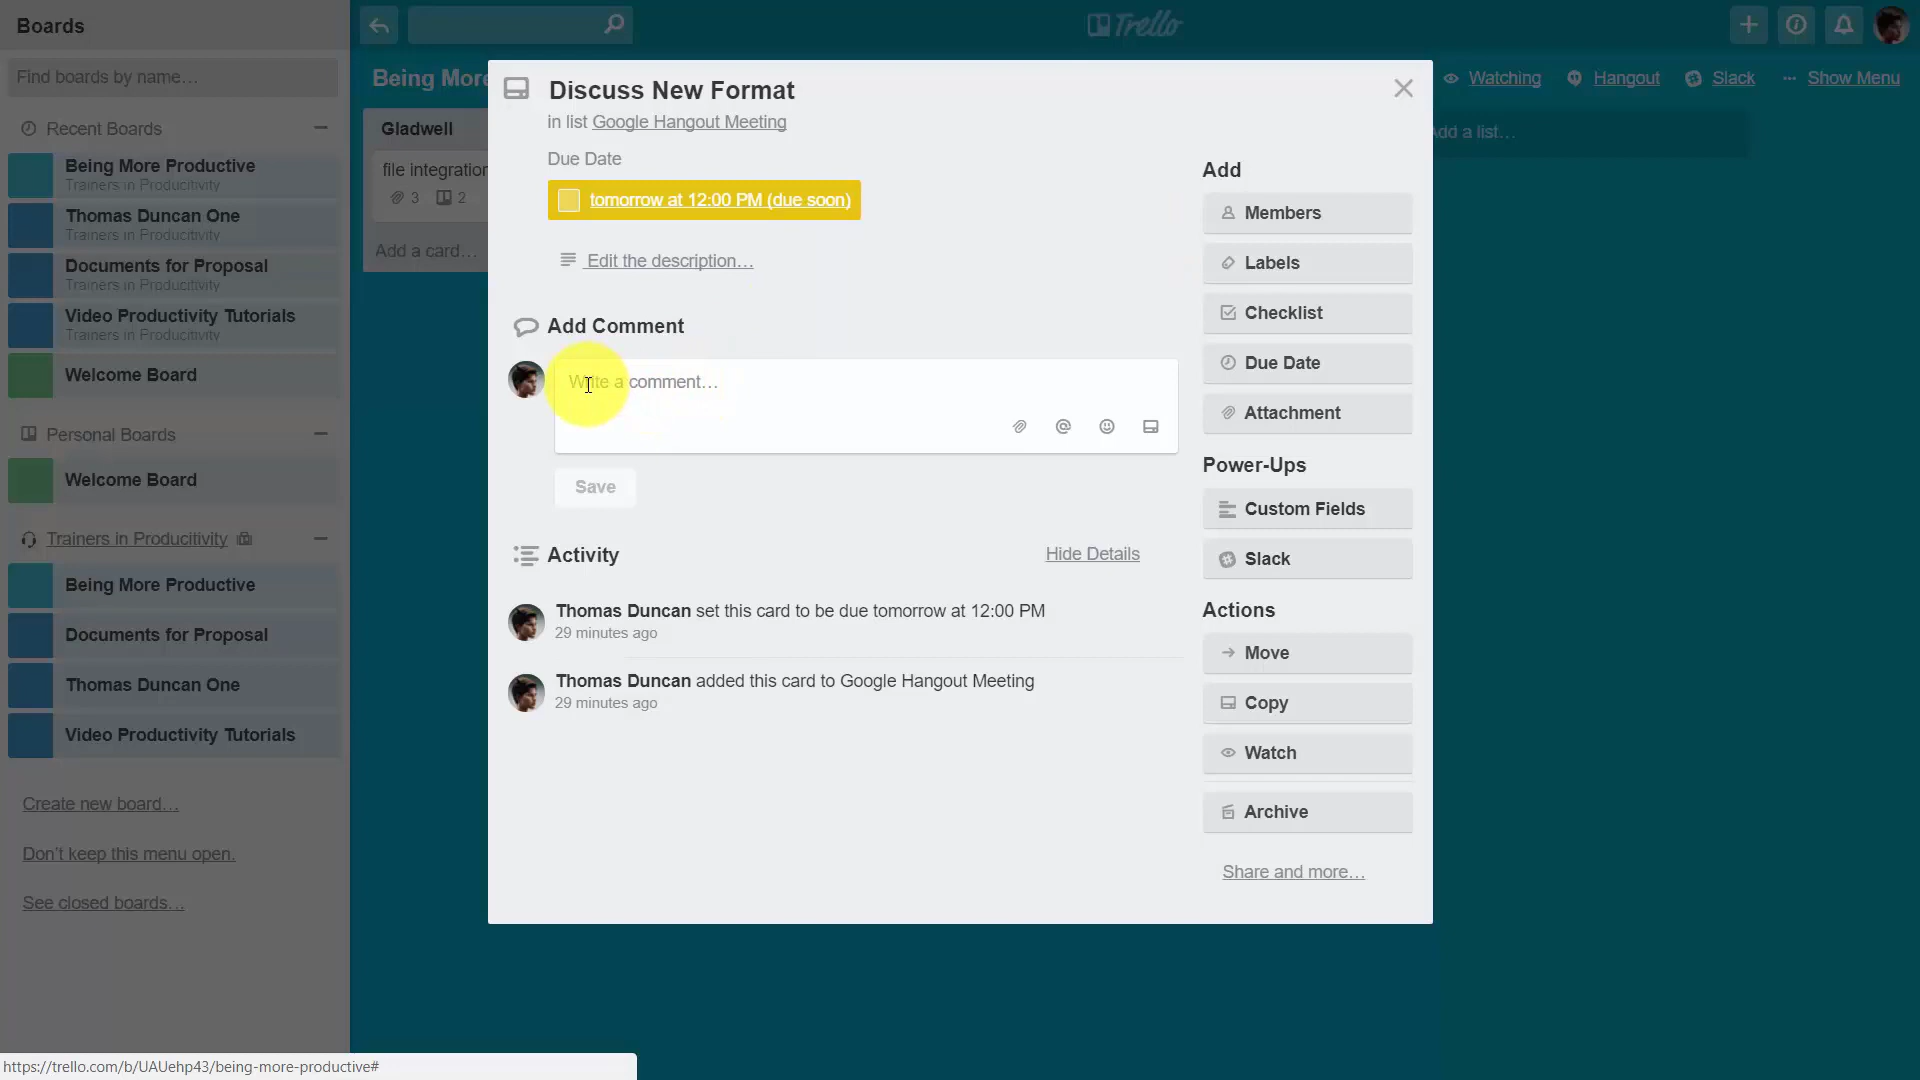 Boards
Find boards by name…
Recent Boards
Being More Productive
Trainers in Producitivity
Thomas Duncan One
Trainers in Producitivity
Documents for Proposal
Trainers in Producitivity
Video Productivity Tutorials
Trainers in Producitivity
Welcome Board
Personal Boards
Welcome Board
Trainers in Producitivity
Being More Productive
Documents for Proposal
Thomas Duncan One
Video Productivity Tutorials
Create new board…
Don't keep this menu open.
See closed boards…
https://trello.com/b/UAUehp43/being-more-productive#
Trello
Being More
Watching
Hangout
Slack
Show Menu
Gladwell
file integration
3 2
Add a card…
Add a list…
Discuss New Format
in list Google Hangout Meeting
Due Date
tomorrow at 12:00 PM (due soon)
Edit the description…
Add Comment
Write a comment…
Save
Activity
Hide Details
Thomas Duncan set this card to be due tomorrow at 12:00 PM
29 minutes ago
Thomas Duncan added this card to Google Hangout Meeting
29 minutes ago
Add
Members
Labels
Checklist
Due Date
Attachment
Power-Ups
Custom Fields
Slack
Actions
Move
Copy
Watch
Archive
Share and more…